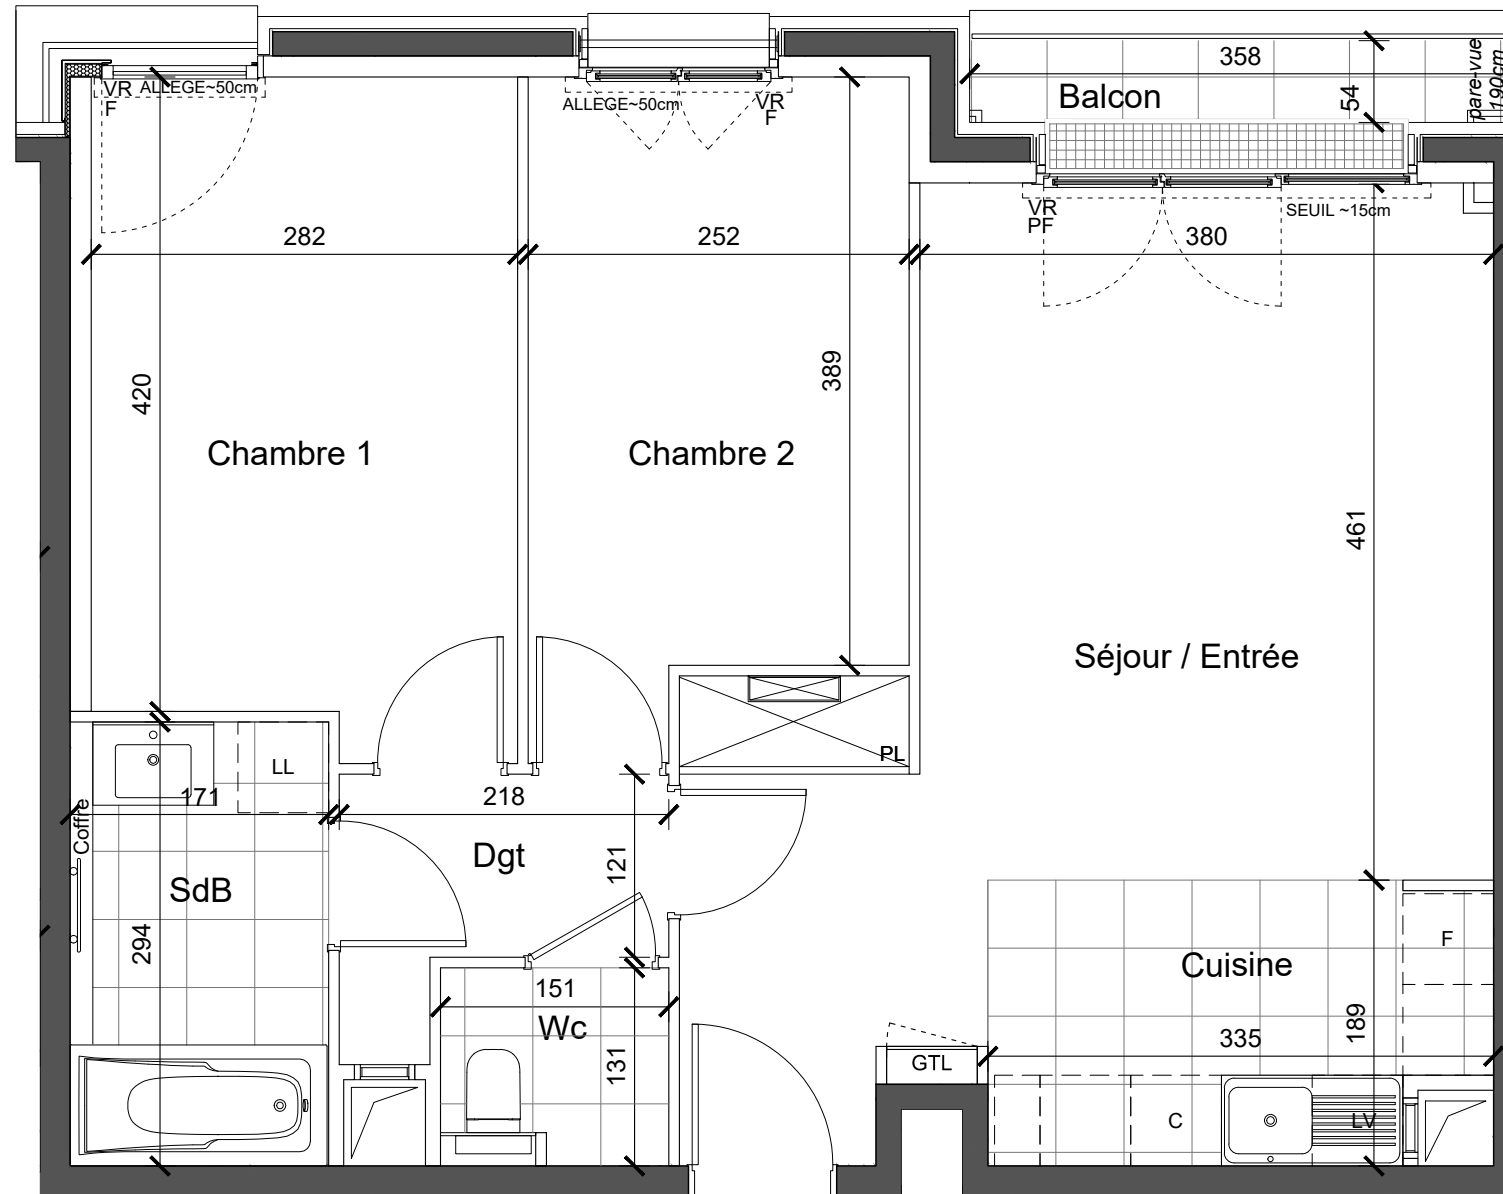 358
Balcon
54
pare-vue
190cm
VR
F
ALLEGE~50cm
ALLEGE~50cm
VR
F
VR
PF
SEUIL ~15cm
282
252
380
420
389
461
Chambre 1
Chambre 2
Séjour / Entrée
PL
LL
171
218
Coffre
Dgt
121
SdB
294
151
Wc
131
Cuisine
F
189
335
GTL
C
LV